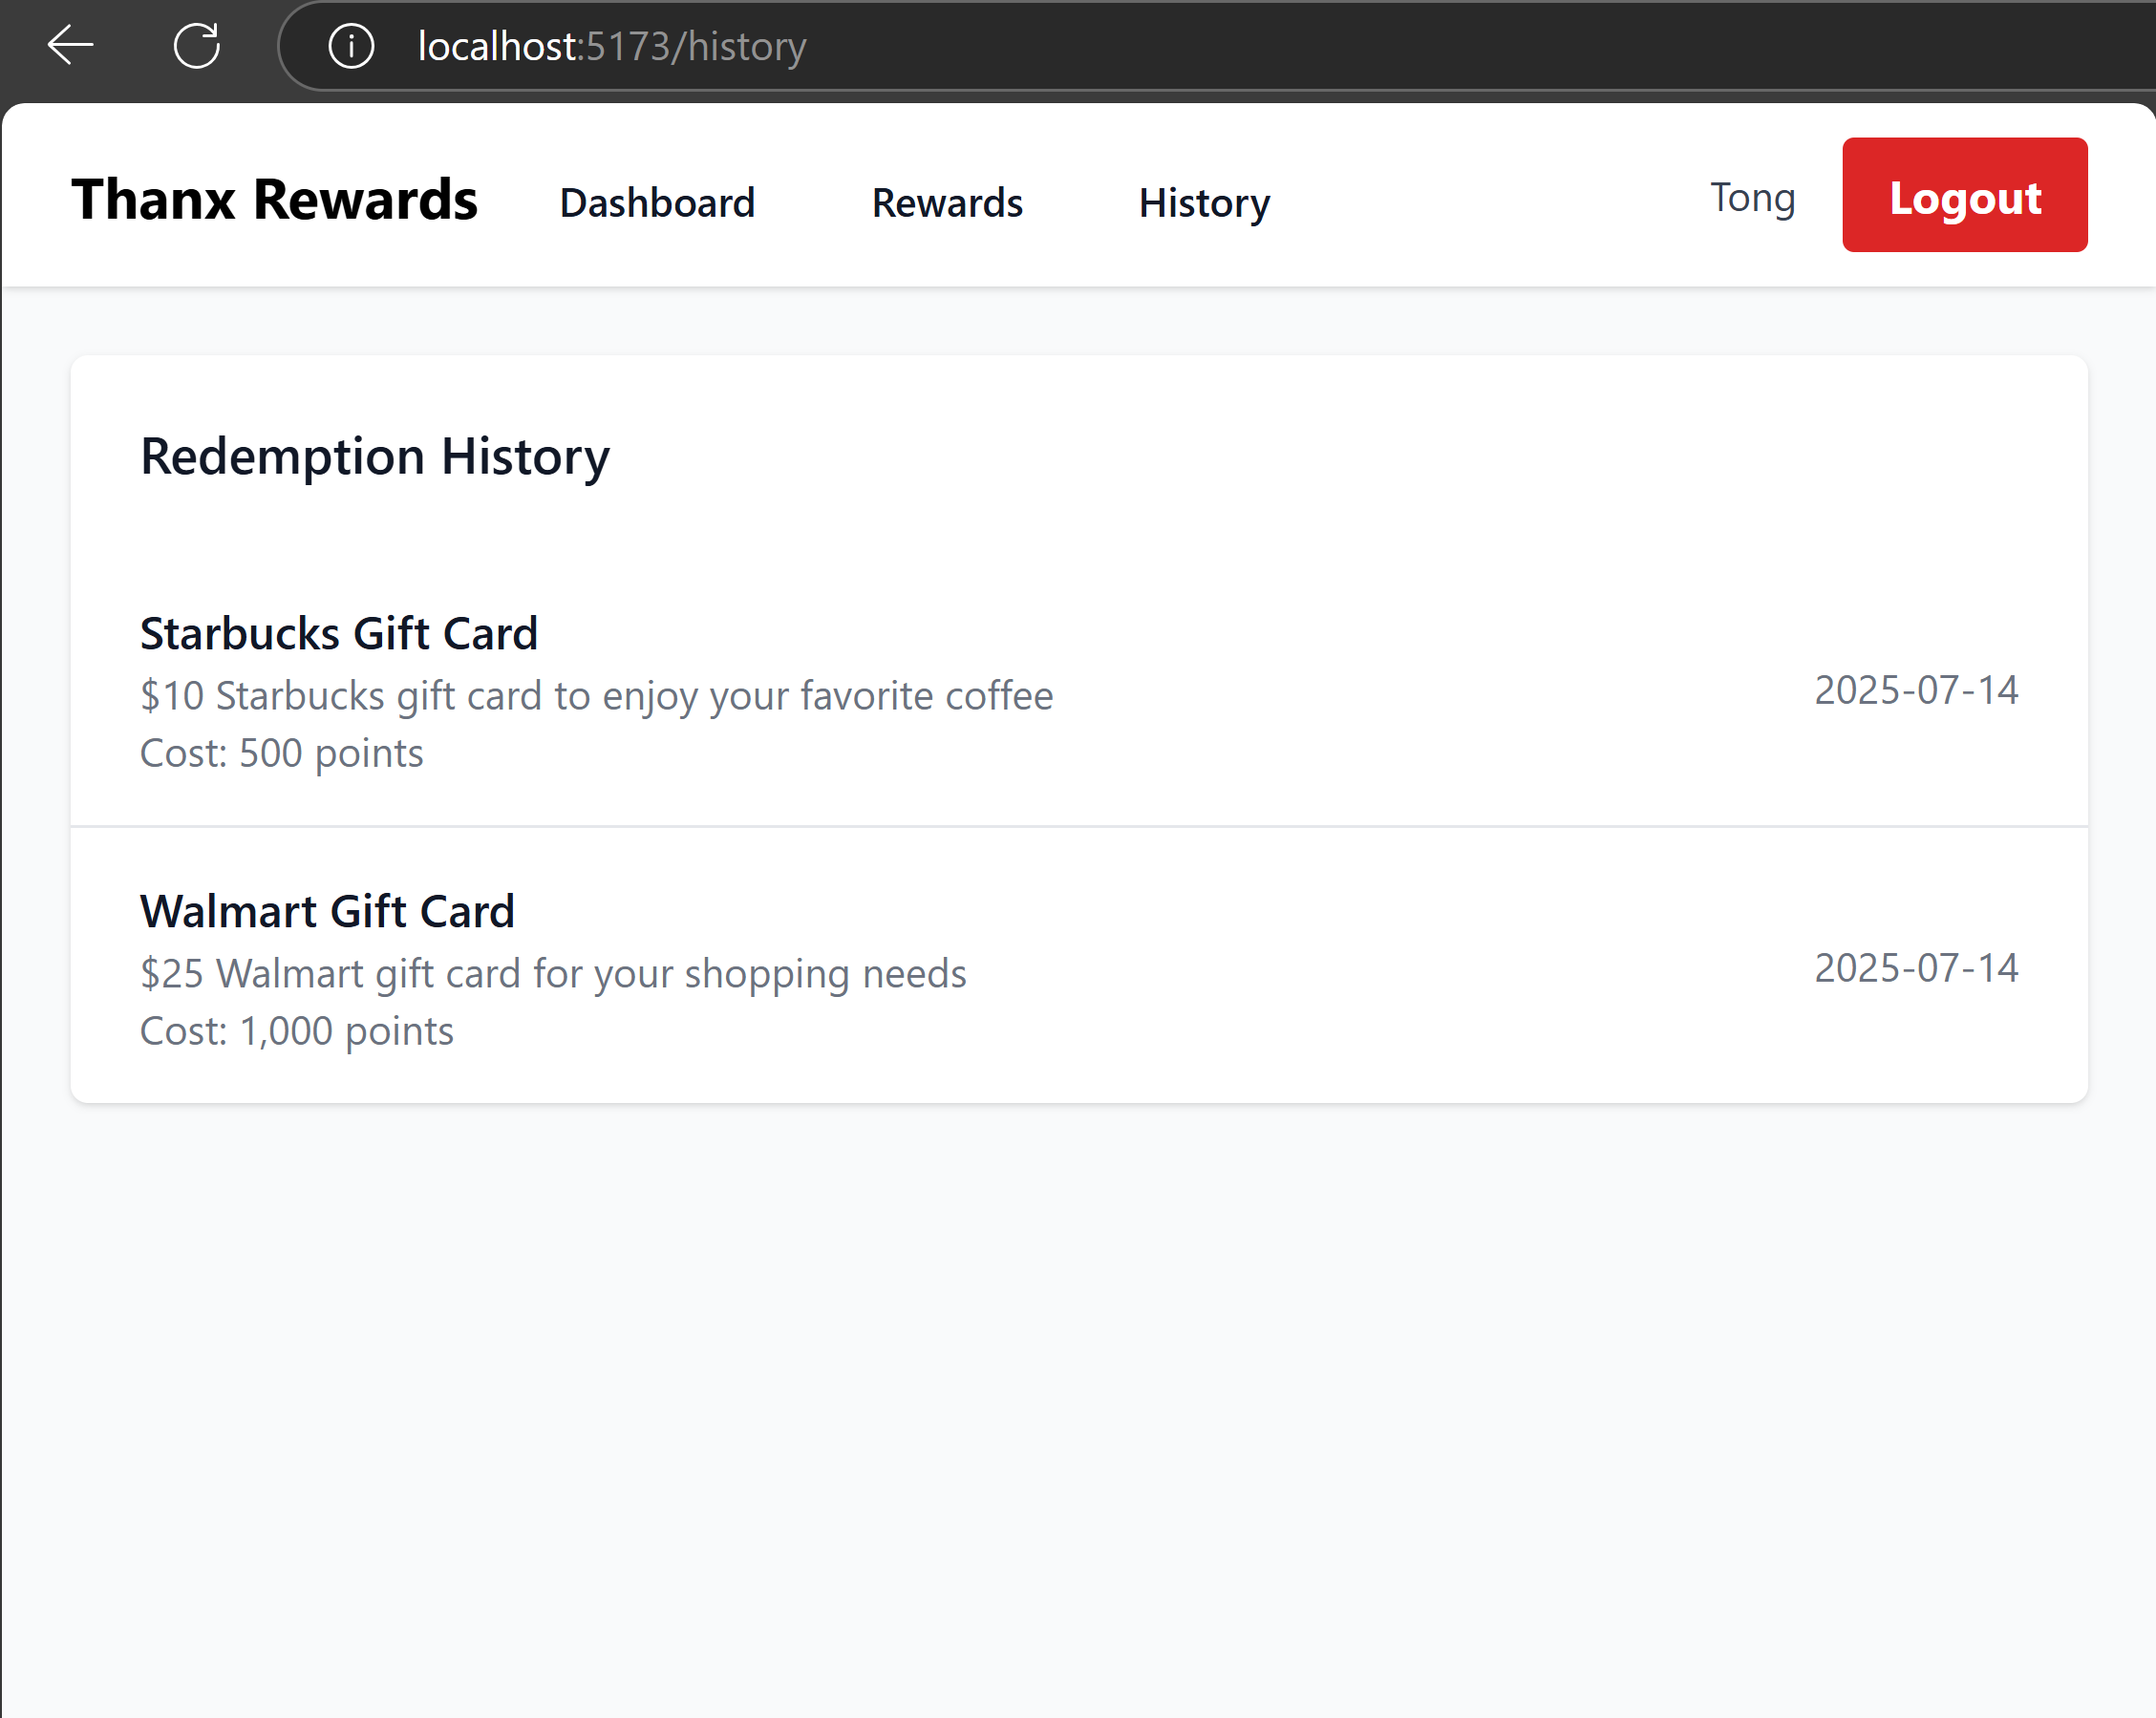 localhost:5173/history
Thanx Rewards Dashboard Rewards History Tong Logout
Redemption History
Starbucks Gift Card
$10 Starbucks gift card to enjoy your favorite coffee 2025-07-14
Cost: 500 points
Walmart Gift Card
$25 Walmart gift card for your shopping needs 2025-07-14
Cost: 1,000 points